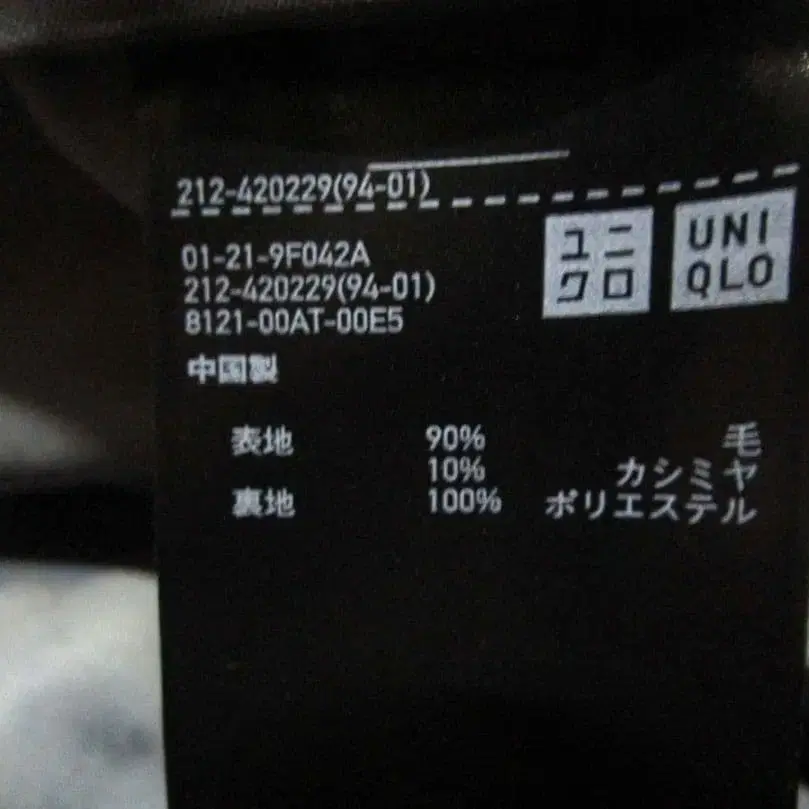 212-420229(94-01)
ユニ
クロ
UNI
QLO
01-21-9F042A
212-420229(94-01)
8121-00AT-00E5
中国製
表地 90% 毛
10% カシミヤ
裏地 100% ポリエステル